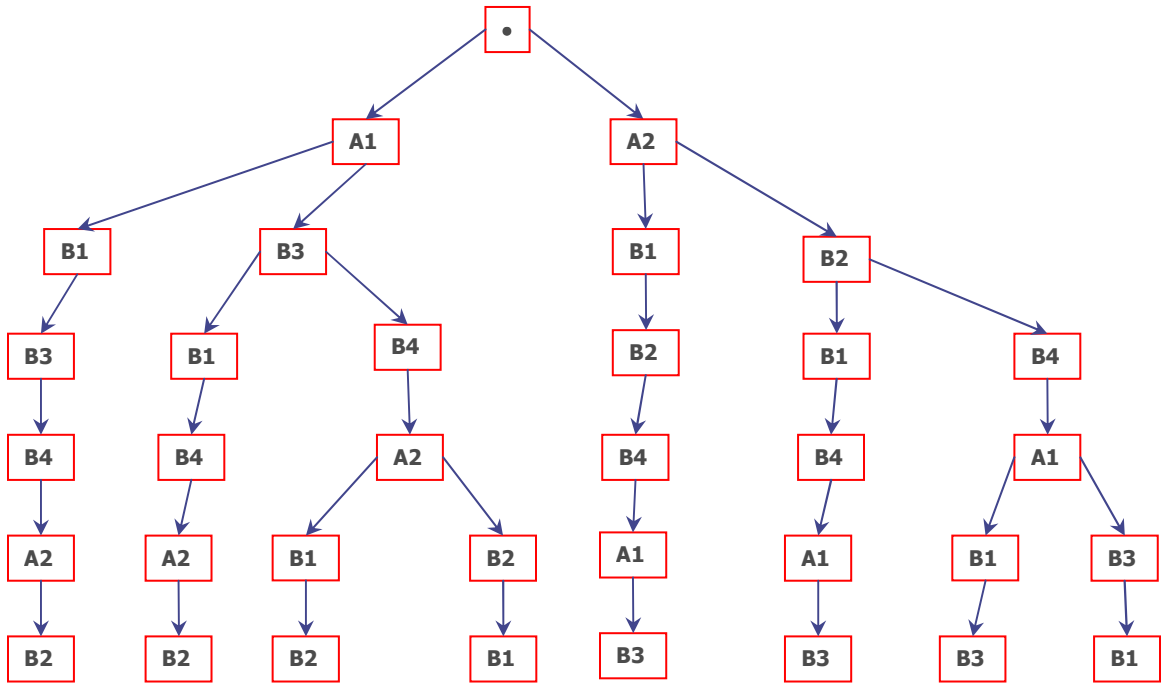 •
A1 A2
B1 B3 B1 B2
B3 B1 B4 B2 B1 B4
B4 B4 A2 B4 B4 A1
A2 A2 B1 B2 A1 A1 B1 B3
B2 B2 B2 B1 B3 B3 B3 B1